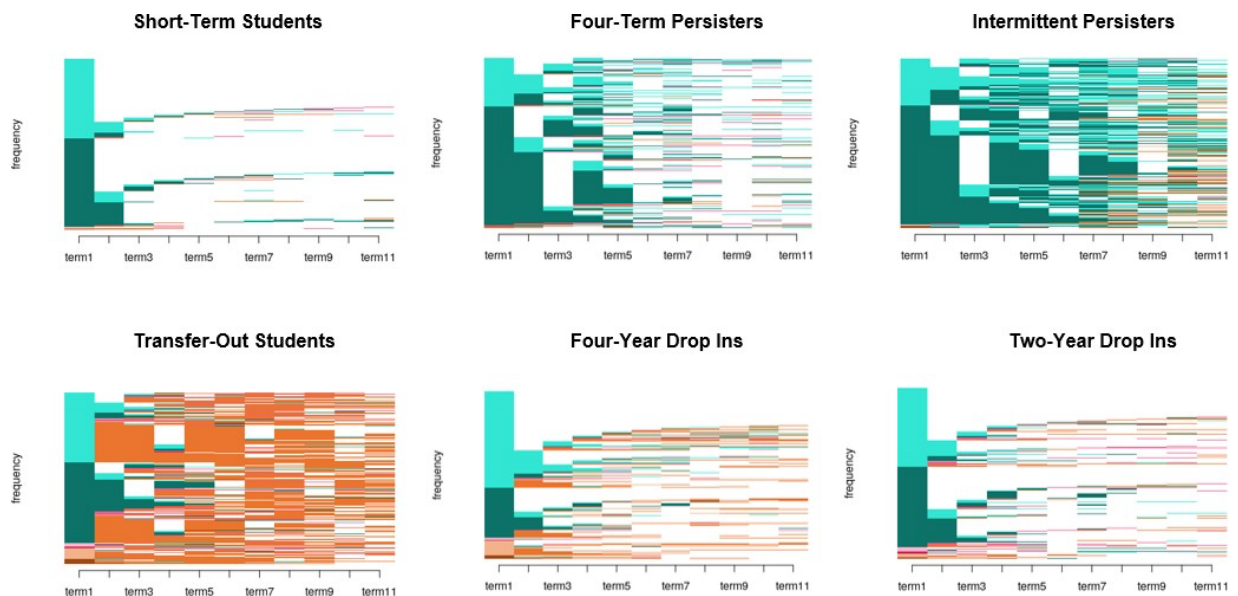 Short-Term Students
Four-Term Persisters
Intermittent Persisters
frequency
frequency
frequency
term1 term3 term5 term7 term9 term11
term1 term3 term5 term7 term9 term11
term1 term3 term5 term7 term9 term11
Transfer-Out Students
Four-Year Drop Ins
Two-Year Drop Ins
frequency
frequency
frequency
term1 term3 term5 term7 term9 term11
term1 term3 term5 term7 term9 term11
term1 term3 term5 term7 term9 term11